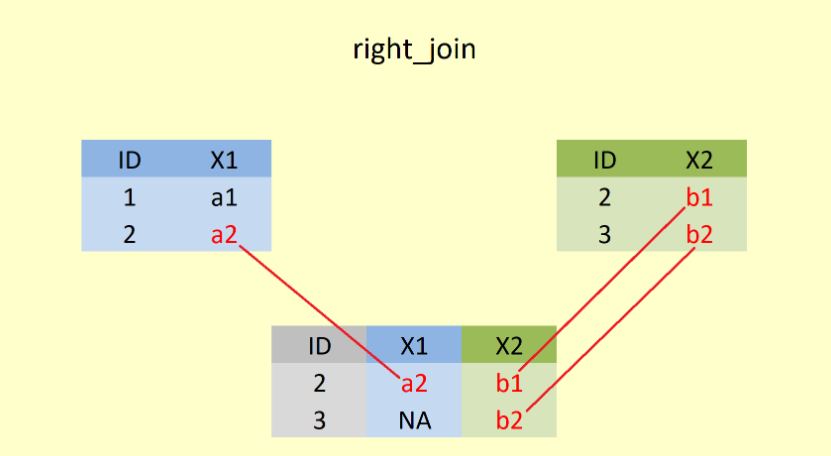 right_join
ID X1
1 a1
2 a2
ID X2
2 b1
3 b2
ID X1 X2
2 a2 b1
3 NA b2